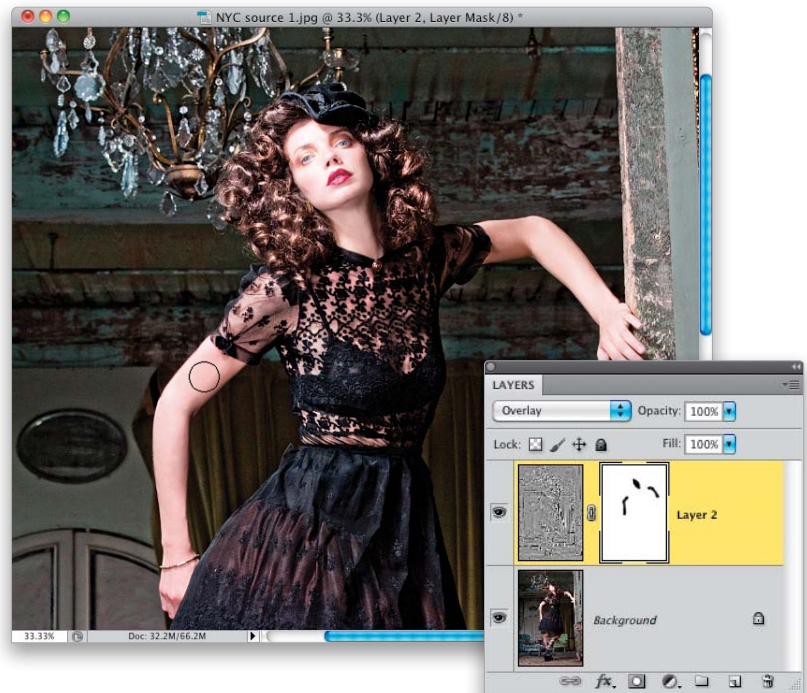 NYC source 1.jpg @ 33.3% (Layer 2, Layer Mask/8) *
LAYERS
Overlay Opacity: 100%
Lock: Fill: 100%
Layer 2
Background
33.33% Doc: 32.2M/66.2M
fx.